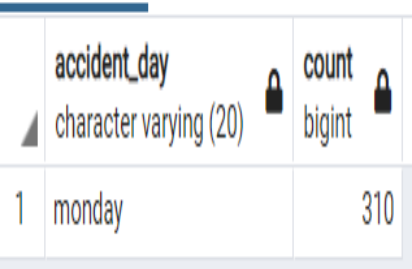 accident_day count
character varying (20) bigint
1 monday 310